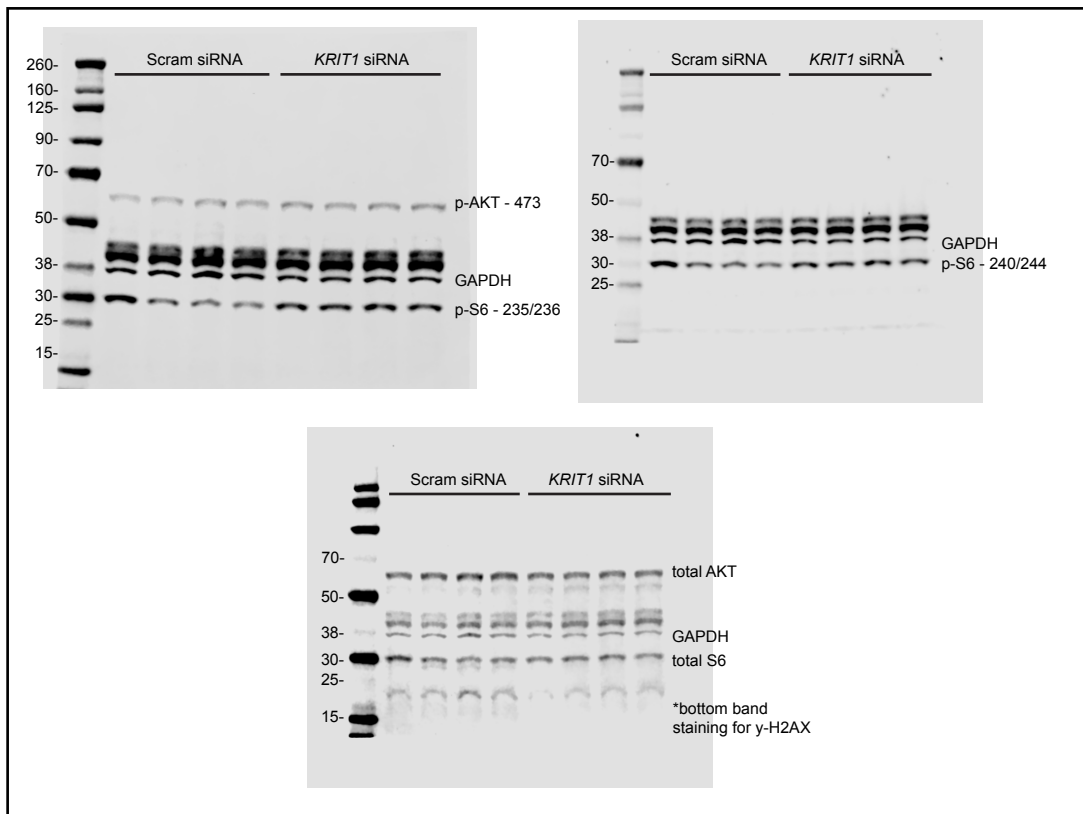 Scram siRNA KRIT1 siRNA
260-
160-
125-
90-
70-
50-
38-
30-
25-
15-
p-AKT - 473
GAPDH
p-S6 - 235/236
Scram siRNA KRIT1 siRNA
70-
50-
38-
30-
25-
GAPDH
p-S6 - 240/244
Scram siRNA KRIT1 siRNA
70-
50-
38-
30-
25-
15-
total AKT
GAPDH
total S6
*bottom band
staining for y-H2AX